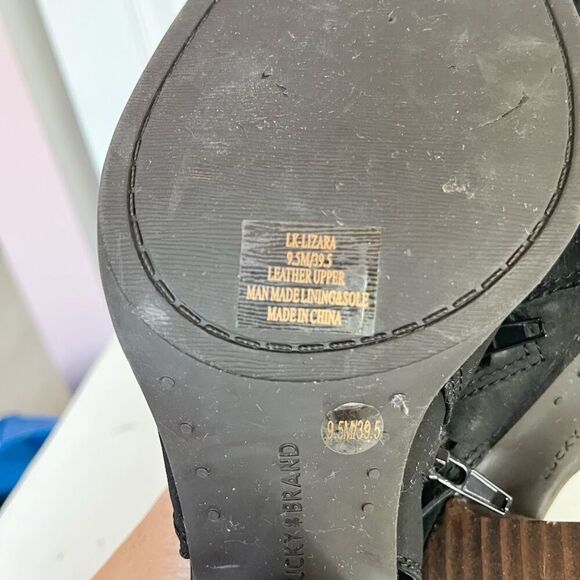 LK-LIZARA
9.5M/39.5
LEATHER UPPER
MAN MADE LINING&SOLE
MADE IN CHINA
9.5M/39.5
LUCKY BRAND
LUCKY